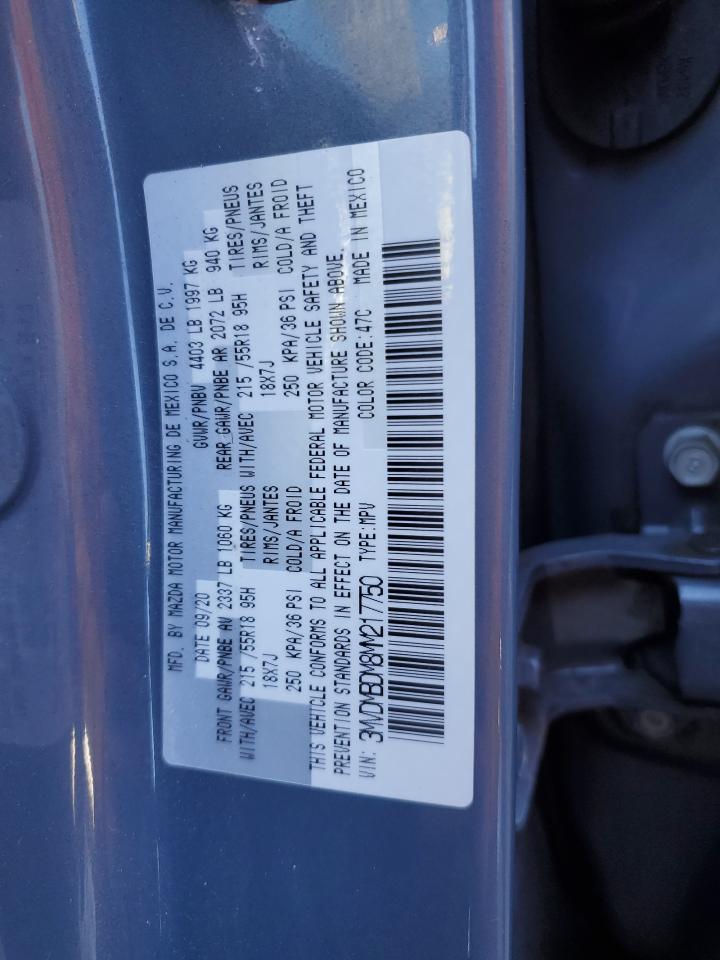 MFD. BY MAZDA MOTOR MANUFACTURING DE MEXICO S.A. DE C.V.
DATE 09/20 GVWR/PNBV 4403 LB 1997 KG
FRONT GAWR/PNBE AV 2337 LB 1060 KG REAR GAWR/PNBE AR 2072 LB 940 KG
WITH/AVEC 215 /55R18 95H TIRES/PNEUS WITH/AVEC 215 /55R18 95H TIRES/PNEUS
18X7J RIMS/JANTES 18X7J RIMS/JANTES
250 KPA/36 PSI COLD/A FROID 250 KPA/36 PSI COLD/A FROID
THIS VEHICLE CONFORMS TO ALL APPLICABLE FEDERAL MOTOR VEHICLE SAFETY AND THEFT
PREVENTION STANDARDS IN EFFECT ON THE DATE OF MANUFACTURE SHOWN ABOVE.
VIN: 3MVDMBDM8MM217750 TYPE:MPV COLOR CODE:47C MADE IN MEXICO